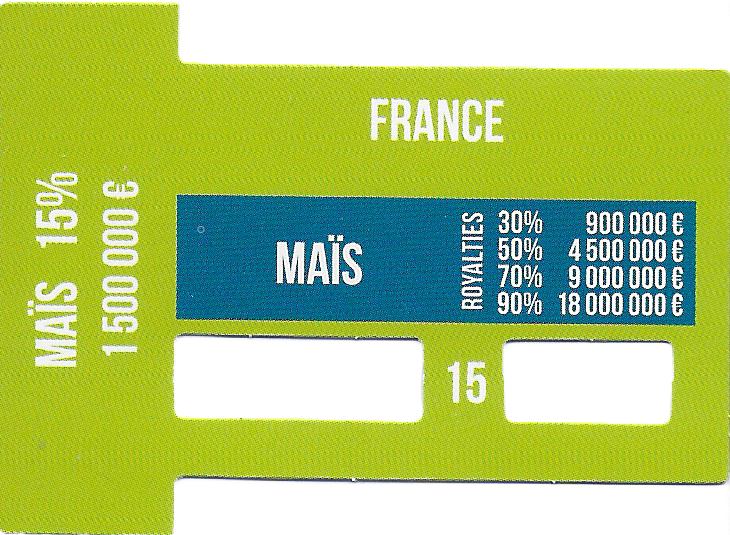 FRANCE
MAÏS 15%
1 500 000 €
MAÏS
ROYALTIES
30% 900 000 €
50% 4 500 000 €
70% 9 000 000 €
90% 18 000 000 €
15